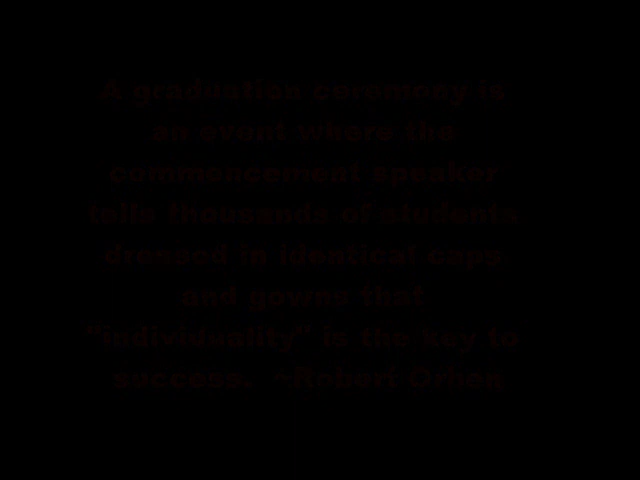 A graduation ceremony is
an event where the
commencement speaker
tells thousands of students
dressed in identical caps
and gowns that
"individuality" is the key to
success. ~Robert Orben